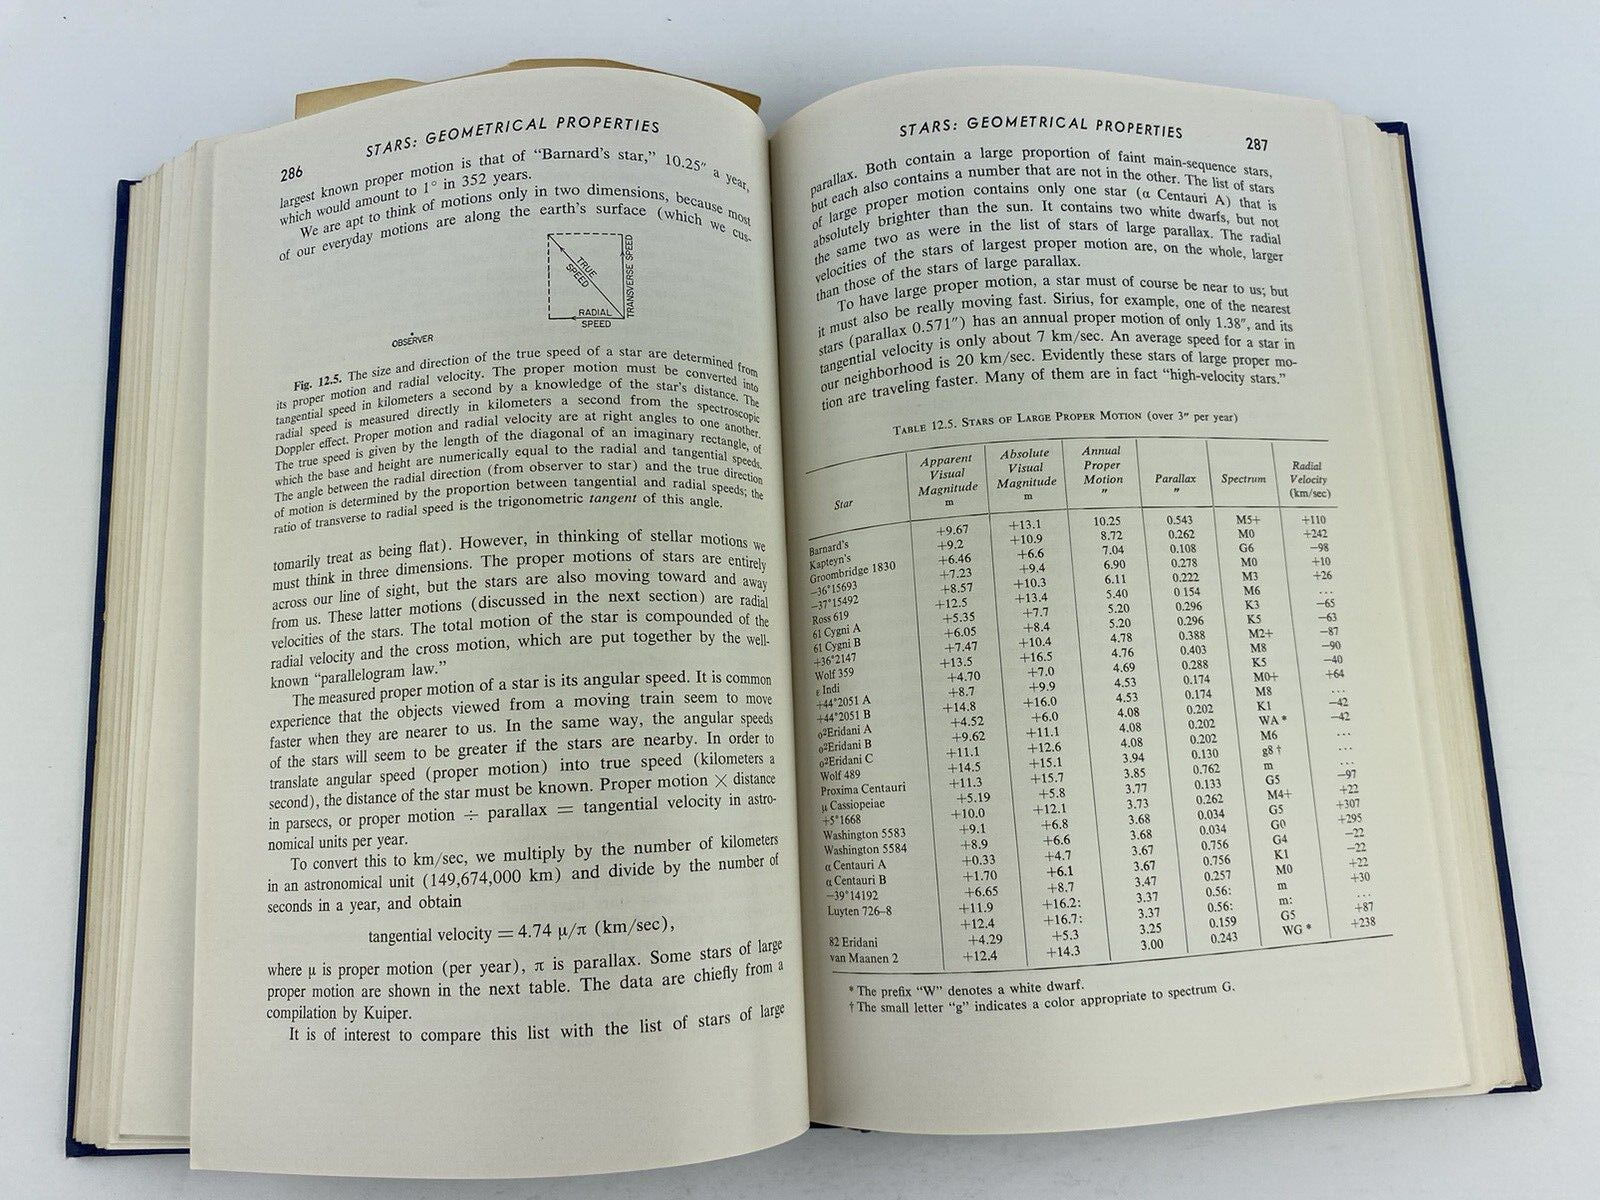 286
STARS: GEOMETRICAL PROPERTIES
largest known proper motion is that of “Barnard’s star,” 10.25″ a year,
which would amount to 1° in 352 years.
We are apt to think of motions only in two dimensions, because most
of our everyday motions are along the earth’s surface (which we cus-
TRUE
SPEED
TRANSVERSE SPEED
RADIAL
SPEED
OBSERVER
Fig. 12.5. The size and direction of the true speed of a star are determined from
its proper motion and radial velocity. The proper motion must be converted into
tangential speed in kilometers a second by a knowledge of the star’s distance. The
radial speed is measured directly in kilometers a second from the spectroscopic
Doppler effect. Proper motion and radial velocity are at right angles to one another.
The true speed is given by the length of the diagonal of an imaginary rectangle, of
which the base and height are numerically equal to the radial and tangential speeds.
The angle between the radial direction (from observer to star) and the true direction
of motion is determined by the proportion between tangential and radial speeds; the
ratio of transverse to radial speed is the trigonometric tangent of this angle.
tomarily treat as being flat). However, in thinking of stellar motions we
must think in three dimensions. The proper motions of stars are entirely
across our line of sight, but the stars are also moving toward and away
from us. These latter motions (discussed in the next section) are radial
velocities of the stars. The total motion of the star is compounded of the
radial velocity and the cross motion, which are put together by the well-
known “parallelogram law.”
The measured proper motion of a star is its angular speed. It is common
experience that the objects viewed from a moving train seem to move
faster when they are nearer to us. In the same way, the angular speeds
of the stars will seem to be greater if the stars are nearby. In order to
translate angular speed (proper motion) into true speed (kilometers a
second), the distance of the star must be known. Proper motion × distance
in parsecs, or proper motion ÷ parallax = tangential velocity in astro-
nomical units per year.
To convert this to km/sec, we multiply by the number of kilometers
in an astronomical unit (149,674,000 km) and divide by the number of
seconds in a year, and obtain
tangential velocity = 4.74 μ/π (km/sec),
where μ is proper motion (per year), π is parallax. Some stars of large
proper motion are shown in the next table. The data are chiefly from a
compilation by Kuiper.
It is of interest to compare this list with the list of stars of large
STARS: GEOMETRICAL PROPERTIES
287
parallax. Both contain a large proportion of faint main-sequence stars,
but each also contains a number that are not in the other. The list of stars
of large proper motion contains only one star (α Centauri A) that is
absolutely brighter than the sun. It contains two white dwarfs, but not
the same two as were in the list of stars of large parallax. The radial
velocities of the stars of largest proper motion are, on the whole, larger
than those of the stars of large parallax.
To have large proper motion, a star must of course be near to us; but
it must also be really moving fast. Sirius, for example, one of the nearest
stars (parallax 0.571″) has an annual proper motion of only 1.38″, and its
tangential velocity is only about 7 km/sec. An average speed for a star in
our neighborhood is 20 km/sec. Evidently these stars of large proper mo-
tion are traveling faster. Many of them are in fact “high-velocity stars.”
TABLE 12.5. STARS OF LARGE PROPER MOTION (over 3″ per year)
Star Apparent Visual Magnitude m Absolute Visual Magnitude m Annual Proper Motion ″ Parallax ″ Spectrum Radial Velocity (km/sec)
Barnard’s +9.67 +13.1 10.25 0.543 M5+ +110
Kapteyn’s +9.2 +10.9 8.72 0.262 M0 +242
Groombridge 1830 +6.46 +6.6 7.04 0.108 G6 −98
−36°15693 +7.23 +9.4 6.90 0.278 M0 +10
−37°15492 +8.57 +10.3 6.11 0.222 M3 +26
Ross 619 +12.5 +13.4 5.40 0.154 M6 ...
61 Cygni A +5.35 +7.7 5.20 0.296 K3 −65
61 Cygni B +6.05 +8.4 5.20 0.296 K5 −63
+36°2147 +7.47 +10.4 4.78 0.388 M2+ −87
Wolf 359 +13.5 +16.5 4.76 0.403 M8 −90
ε Indi +4.70 +7.0 4.69 0.288 K5 −40
+44°2051 A +8.7 +9.9 4.53 0.174 M0+ +64
+44°2051 B +14.8 +16.0 4.53 0.174 M8 ...
o²Eridani A +4.52 +6.0 4.08 0.202 K1 −42
o²Eridani B +9.62 +11.1 4.08 0.202 WA * −42
o²Eridani C +11.1 +12.6 4.08 0.202 M6 ...
Wolf 489 +14.5 +15.1 3.94 0.130 g8 † ...
Proxima Centauri +11.3 +15.7 3.85 0.762 m ...
μ Cassiopeiae +5.19 +5.8 3.77 0.133 G5 −97
+5°1668 +10.0 +12.1 3.73 0.262 M4+ +22
Washington 5583 +9.1 +6.8 3.68 0.034 G5 +307
Washington 5584 +8.9 +6.6 3.68 0.034 G0 +295
α Centauri A +0.33 +4.7 3.67 0.756 G4 −22
α Centauri B +1.70 +6.1 3.67 0.756 K1 −22
−39°14192 +6.65 +8.7 3.47 0.257 M0 +22
Luyten 726–8 +11.9 +16.2: 3.37 0.56: m +30
+12.4 +16.7: 3.37 0.56: m: ...
82 Eridani +4.29 +5.3 3.25 0.159 G5 +87
van Maanen 2 +12.4 +14.3 3.00 0.243 WG * +238
* The prefix “W” denotes a white dwarf.
† The small letter “g” indicates a color appropriate to spectrum G.